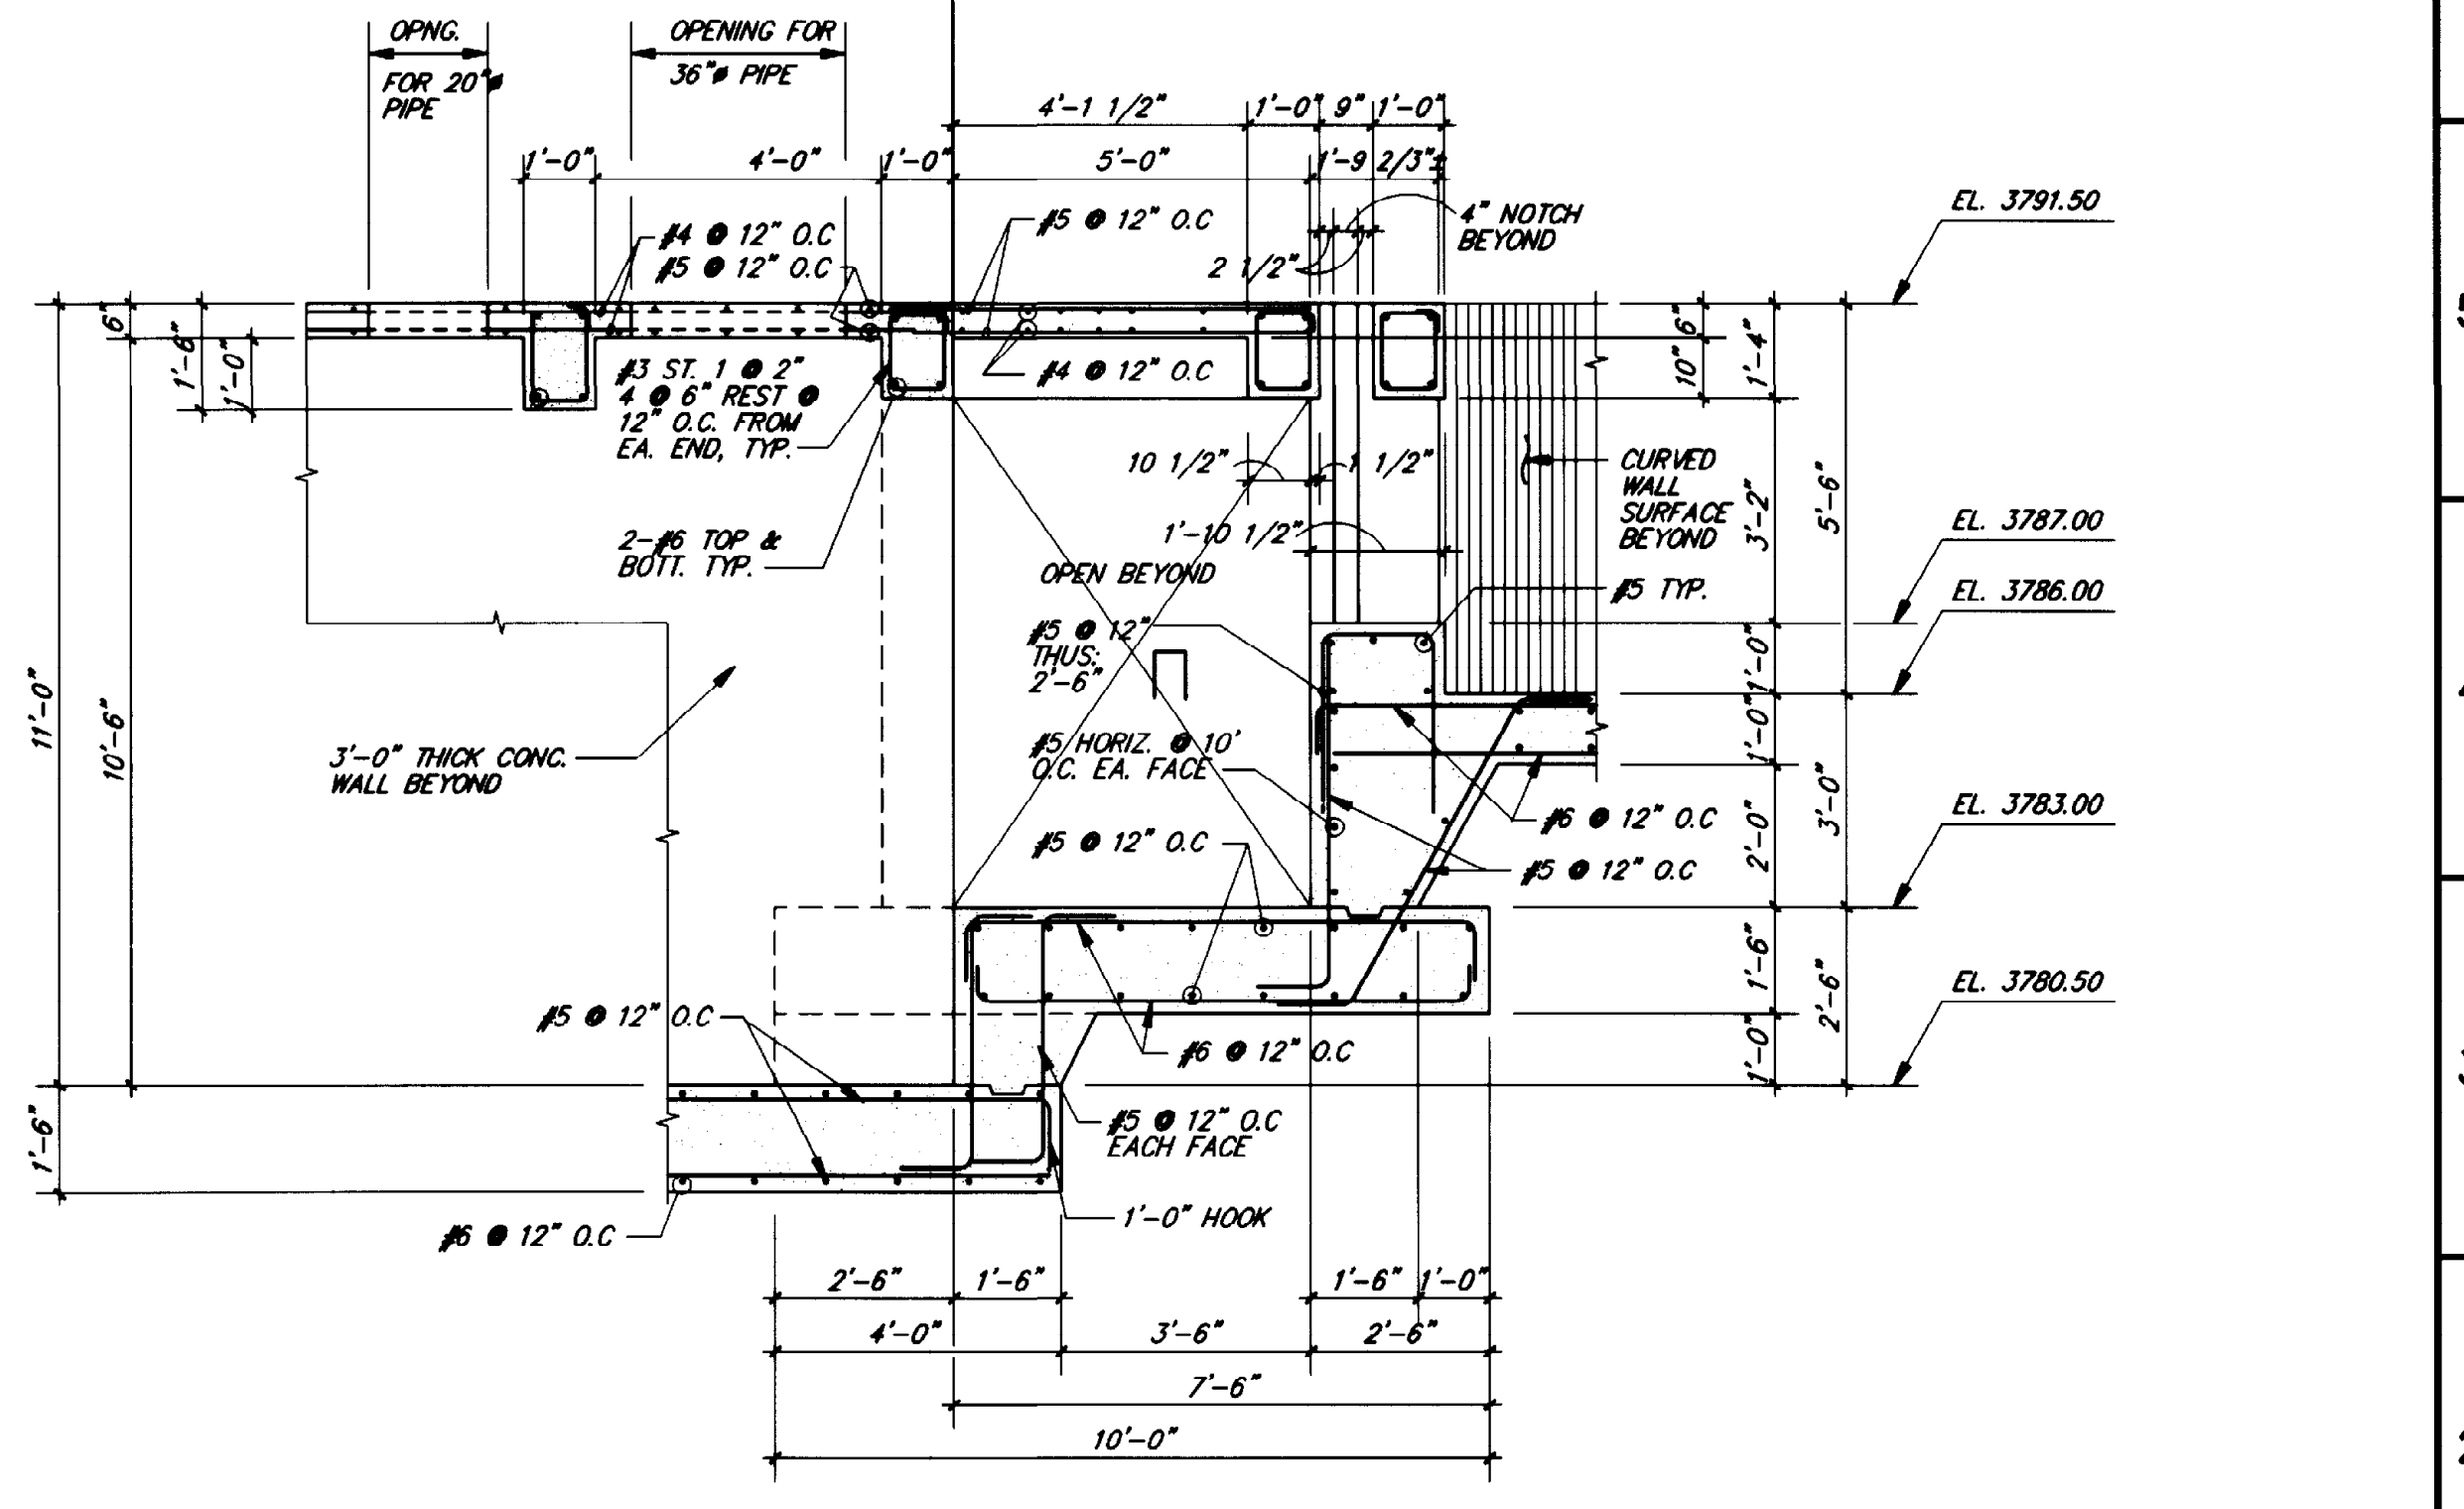 OPNG.
FOR 20"ø
PIPE
OPENING FOR
36"ø PIPE
4'-1 1/2"
1'-0"
9"
1'-0"
1'-0"
4'-0"
1'-0"
5'-0"
1'-9 2/3"±
#4 @ 12" O.C
#5 @ 12" O.C
#5 @ 12" O.C
2 1/2"
4" NOTCH
BEYOND
EL. 3791.50
6"
1'-6"
1'-0"
#3 ST. 1 @ 2"
4 @ 6" REST @
12" O.C. FROM
EA. END, TYP.
#4 @ 12" O.C
6"
10"
1'-4"
10 1/2"
1 1/2"
CURVED
WALL
SURFACE
BEYOND
3'-2"
5'-6"
1'-10 1/2"
EL. 3787.00
2-#6 TOP &
BOTT. TYP.
OPEN BEYOND
#5 TYP.
EL. 3786.00
#5 @ 12"
THUS:
2'-6"
1'-0"
11'-0"
10'-6"
3'-0" THICK CONC.
WALL BEYOND
#5 HORIZ. @ 10'
O.C. EA. FACE
1'-0"
#6 @ 12" O.C
3'-0"
EL. 3783.00
#5 @ 12" O.C
2'-0"
#5 @ 12" O.C
1'-6"
2'-6"
EL. 3780.50
#5 @ 12" O.C
#6 @ 12" O.C
1'-0"
1'-6"
#5 @ 12" O.C
EACH FACE
#6 @ 12" O.C
1'-0" HOOK
2'-6"
1'-6"
1'-6"
1'-0"
4'-0"
3'-6"
2'-6"
7'-6"
10'-0"